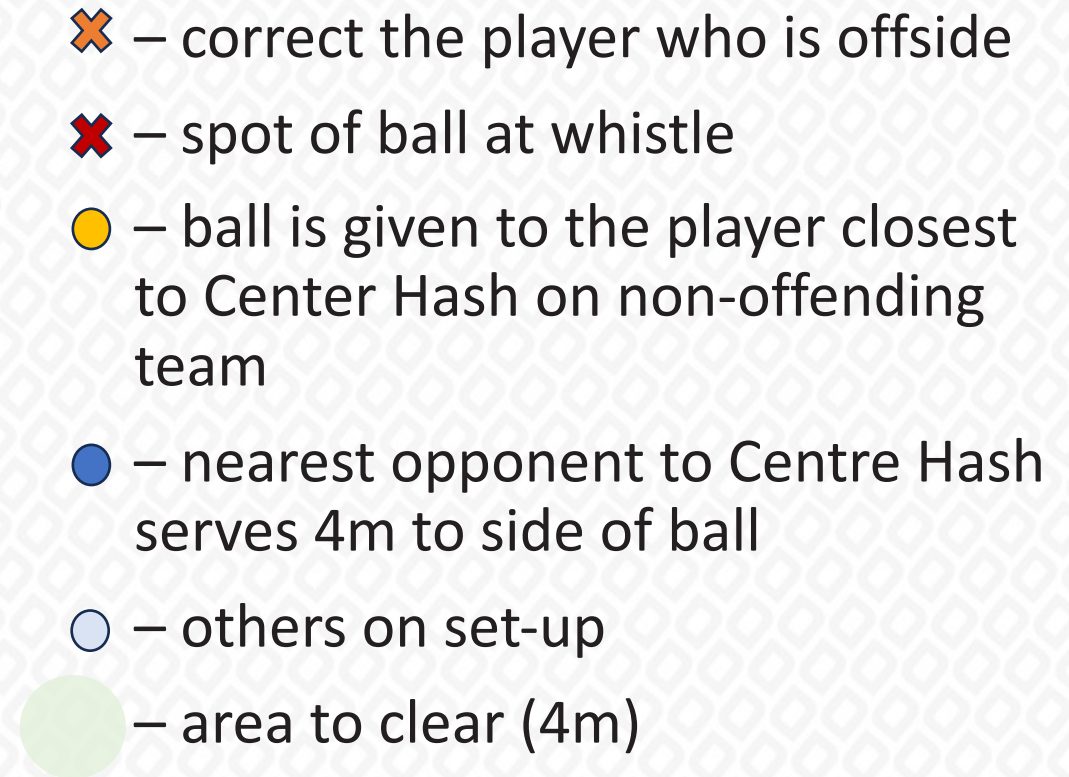 – correct the player who is offside
– spot of ball at whistle
– ball is given to the player closest
to Center Hash on non-offending
team
– nearest opponent to Centre Hash
serves 4m to side of ball
– others on set-up
– area to clear (4m)